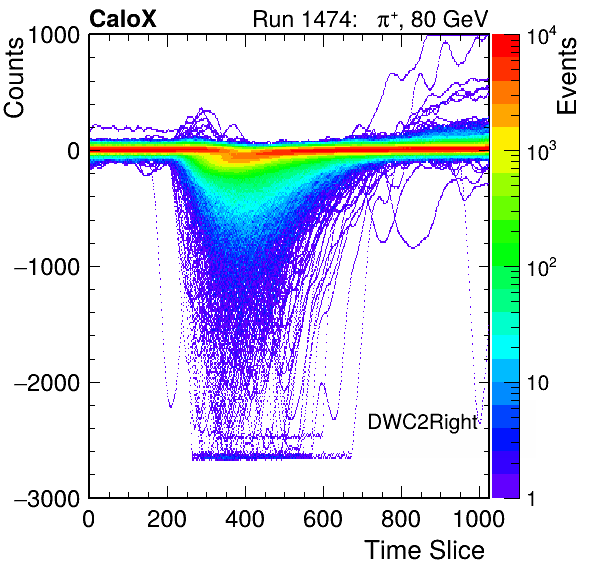 CaloX Run 1474: π⁺, 80 GeV
Counts
Events
1000
0
−1000
−2000
−3000
0 200 400 600 800 1000
Time Slice
DWC2Right
10⁴
10³
10²
10
1